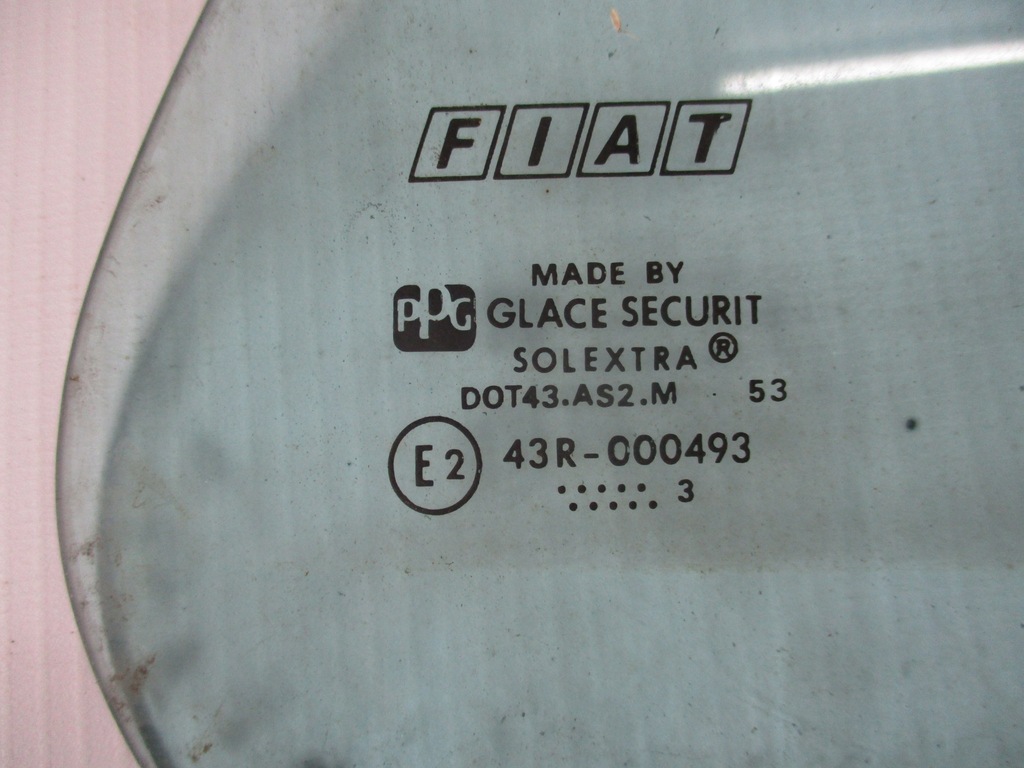 FIAT
MADE BY
PPG GLACE SECURIT
SOLEXTRA®
DOT43.AS2.M 53
E2 43R-000493
..... 3
.....